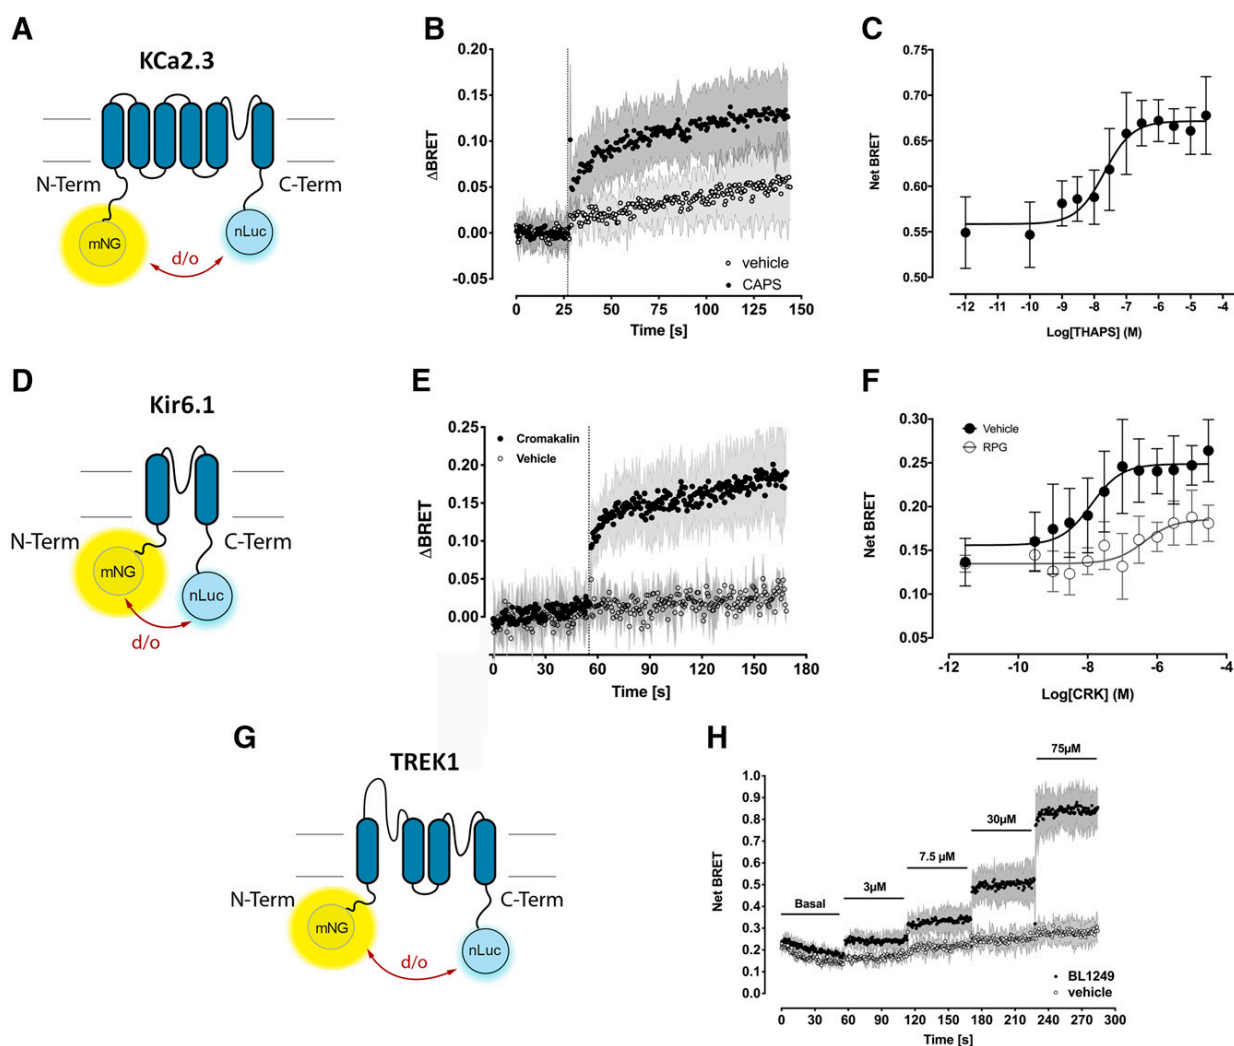 A
KCa2.3
N-Term
C-Term
mNG
nLuc
d/o
B
ΔBRET
0.20
0.15
0.10
0.05
0.00
-0.05
vehicle
CAPS
0 25 50 75 100 125 150
Time [s]
C
Net BRET
0.75
0.70
0.65
0.60
0.55
0.50
-12 -11 -10 -9 -8 -7 -6 -5 -4
Log[THAPS] (M)
D
Kir6.1
N-Term
C-Term
mNG
nLuc
d/o
E
ΔBRET
0.25
0.20
0.15
0.10
0.05
0.00
Cromakalin
Vehicle
0 30 60 90 120 150 180
Time [s]
F
Net BRET
0.30
0.25
0.20
0.15
0.10
0.05
Vehicle
RPG
-12 -10 -8 -6 -4
Log[CRK] (M)
G
TREK1
N-Term
C-Term
mNG
nLuc
d/o
H
Net BRET
1.0
0.9
0.8
0.7
0.6
0.5
0.4
0.3
0.2
0.1
0.0
Basal
3µM
7.5 µM
30µM
75µM
BL1249
vehicle
0 30 60 90 120 150 180 210 240 270 300
Time [s]